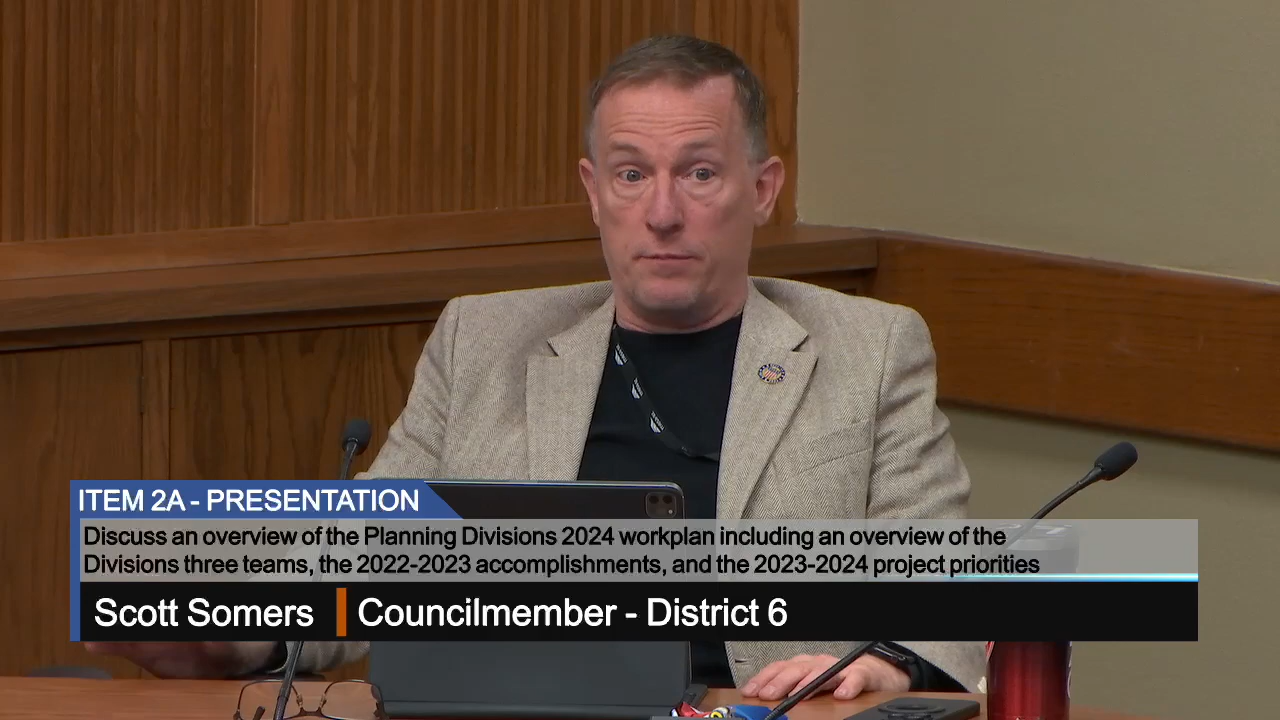 ITEM 2A - PRESENTATION
Discuss an overview of the Planning Divisions 2024 workplan including an overview of the
Divisions three teams, the 2022-2023 accomplishments, and the 2023-2024 project priorities
Scott Somers
Councilmember - District 6